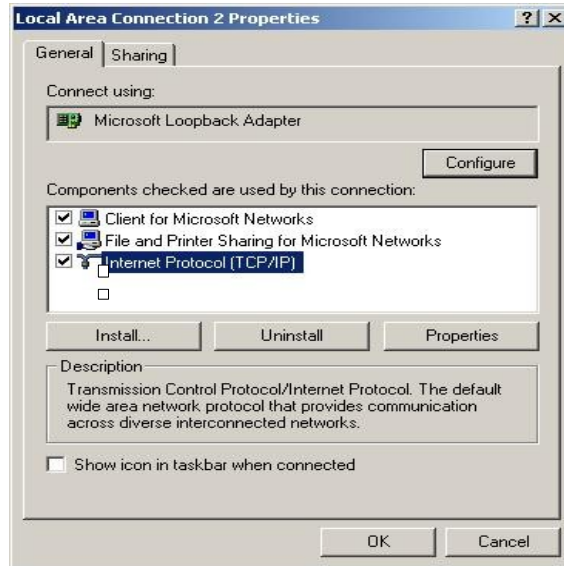 Local Area Connection 2 Properties
General Sharing
Connect using:
Microsoft Loopback Adapter
Configure
Components checked are used by this connection:
Client for Microsoft Networks
File and Printer Sharing for Microsoft Networks
Internet Protocol (TCP/IP)
Install... Uninstall Properties
Description
Transmission Control Protocol/Internet Protocol. The default
wide area network protocol that provides communication
across diverse interconnected networks.
Show icon in taskbar when connected
OK Cancel